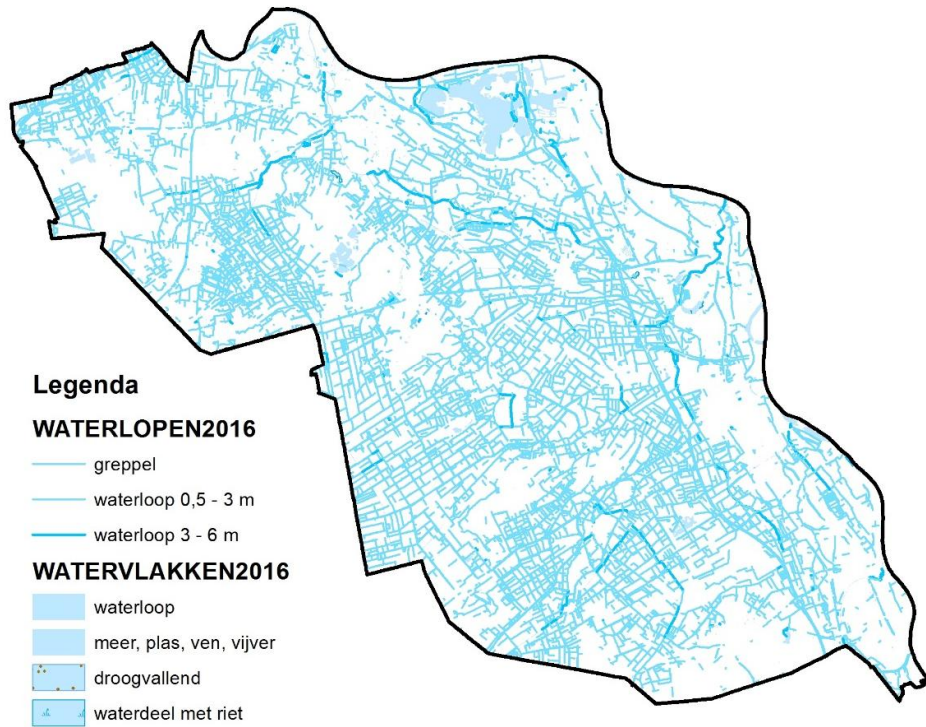 Legenda
WATERLOPEN2016
greppel
waterloop 0,5 - 3 m
waterloop 3 - 6 m
WATERVLAKKEN2016
waterloop
meer, plas, ven, vijver
droogvallend
waterdeel met riet